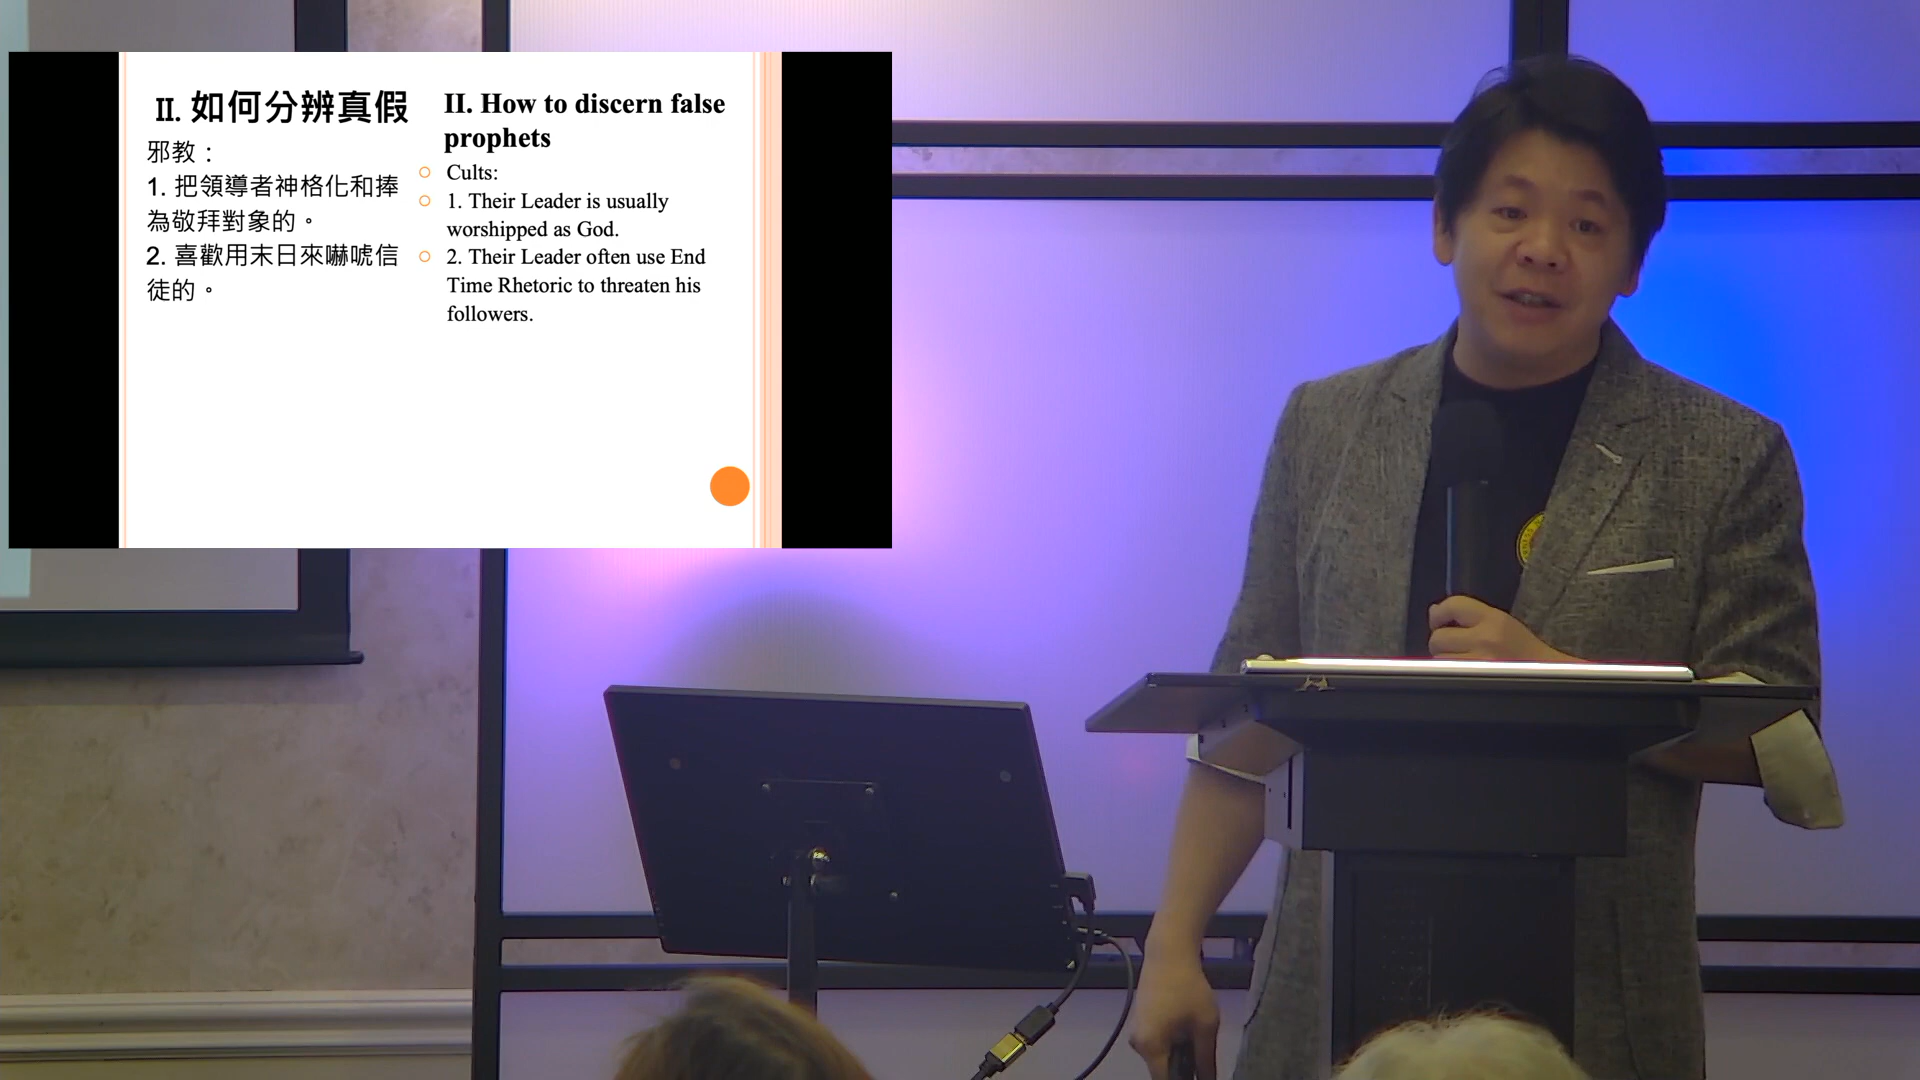 II. 如何分辨真假
邪教：
1. 把領導者神格化和捧
為敬拜對象的。
2. 喜歡用末日來嚇唬信
徒的。
II. How to discern false
prophets
Cults:
1. Their Leader is usually
worshipped as God.
2. Their Leader often use End
Time Rhetoric to threaten his
followers.